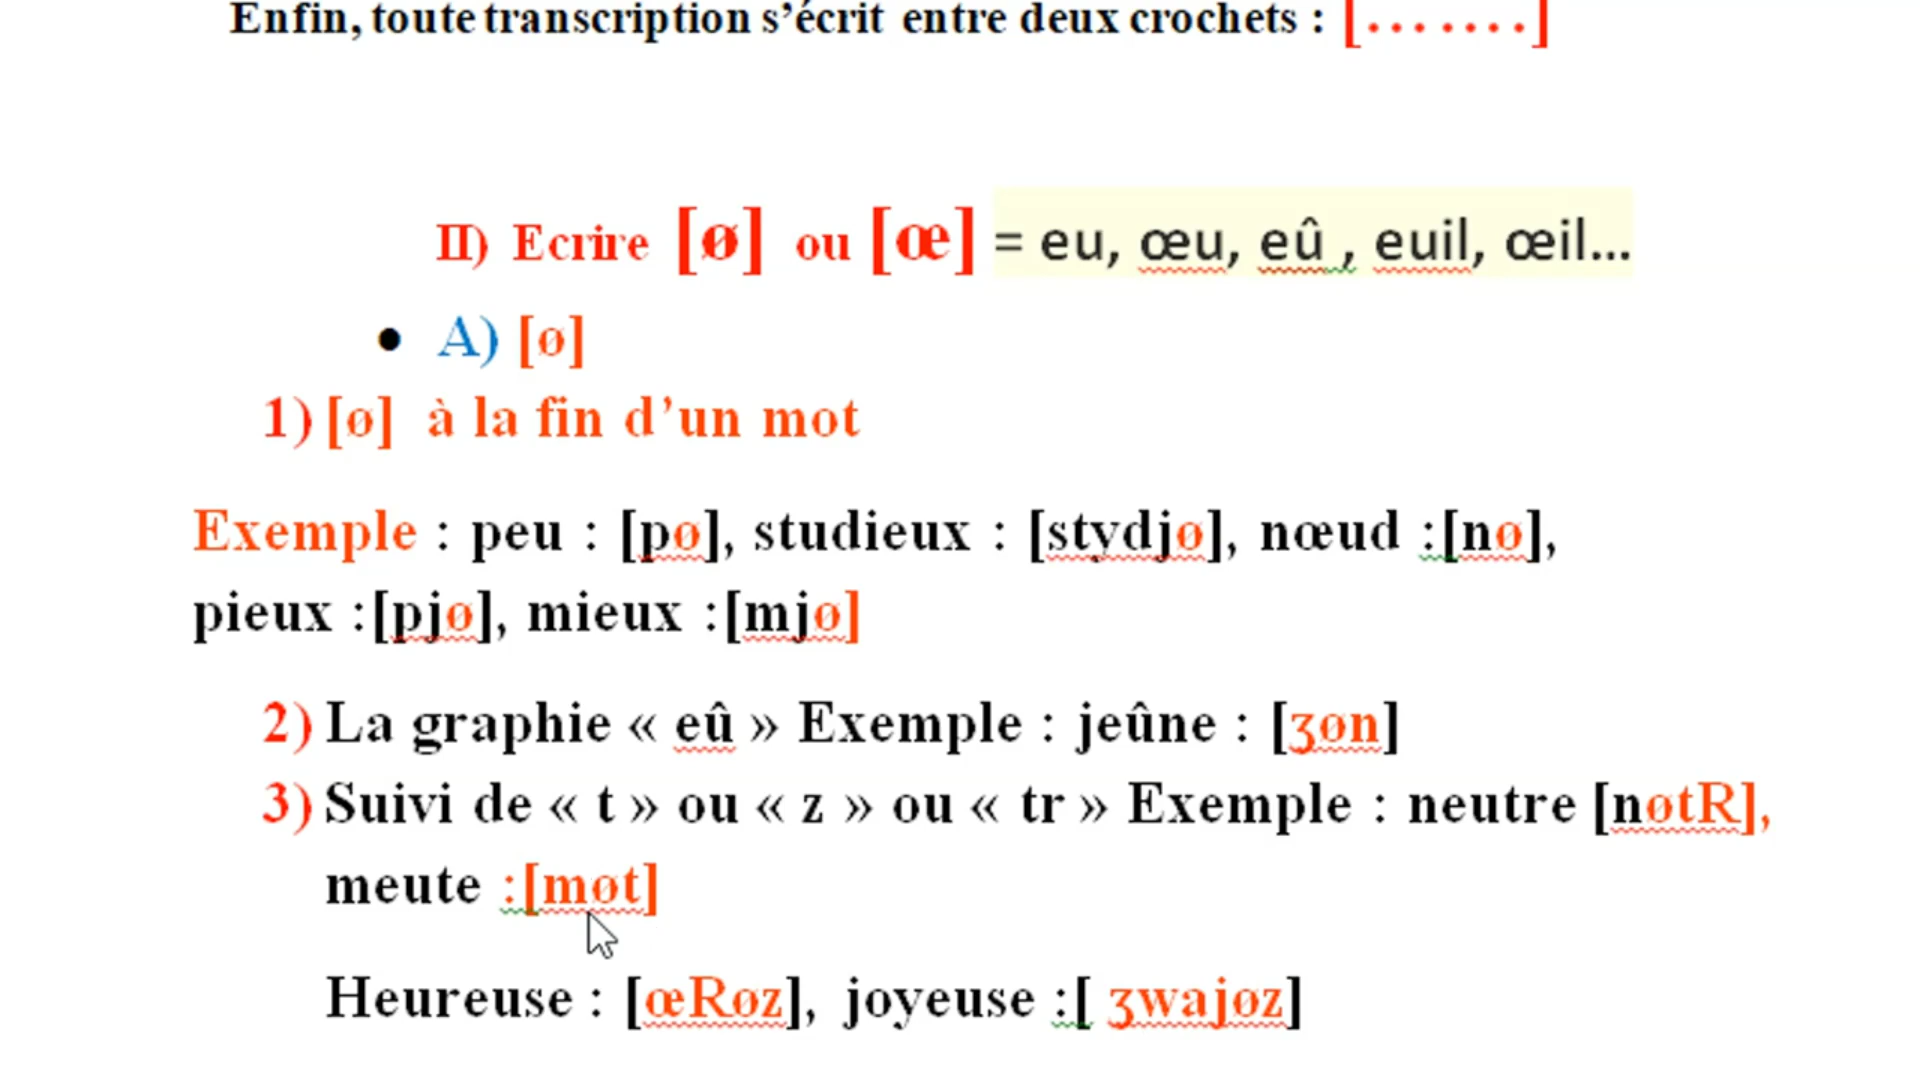 Enfin, toute transcription s’écrit entre deux crochets : [.......]
II) Ecrire [ø] ou [œ] = eu, œu, eû , euil, œil...
• A) [ø]
1) [ø] à la fin d’un mot
Exemple : peu : [pø], studieux : [stydjø], nœud :[nø],
pieux :[pjø], mieux :[mjø]
2) La graphie « eû » Exemple : jeûne : [ʒøn]
3) Suivi de « t » ou « z » ou « tr » Exemple : neutre [nøtR],
meute :[møt]
Heureuse : [œRøz], joyeuse :[ ʒwajøz]